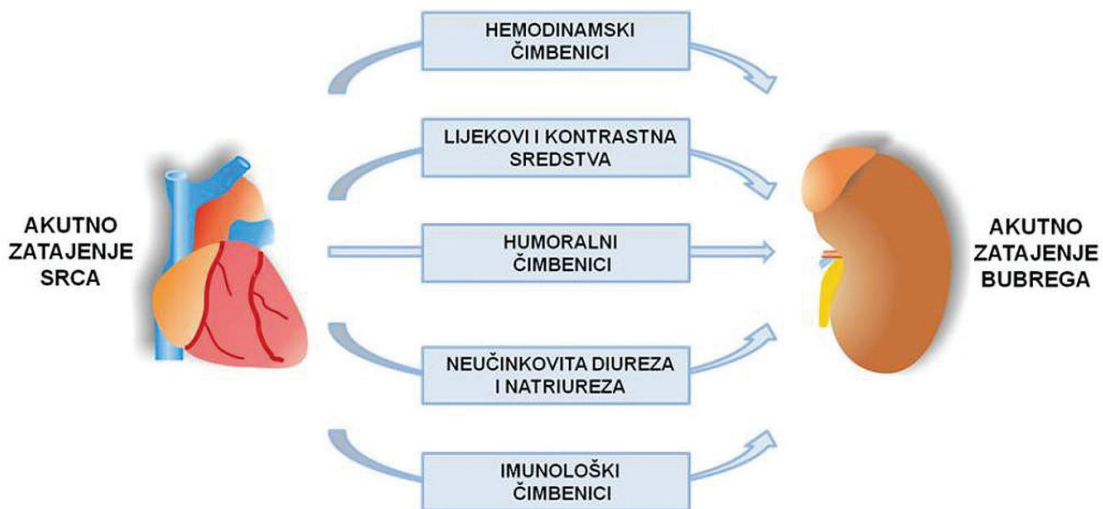 HEMODINAMSKI
ČIMBENICI
LIJEKOVI I KONTRASTNA
SREDSTVA
AKUTNO
ZATAJENJE
SRCA
HUMORALNI
ČIMBENICI
AKUTNO
ZATAJENJE
BUBREGA
NEUČINKOVITA DIUREZA
I NATRIUREZA
IMUNOLOŠKI
ČIMBENICI